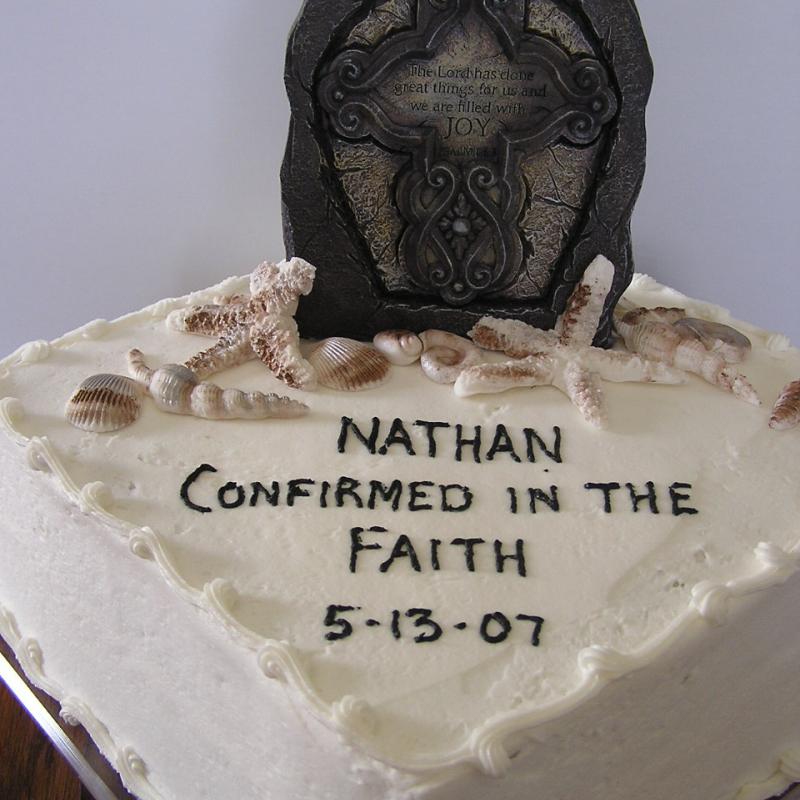 The Lord has done
great things for us and
we are filled with
JOY
NATHAN
CONFIRMED IN THE
FAITH
5-13-07